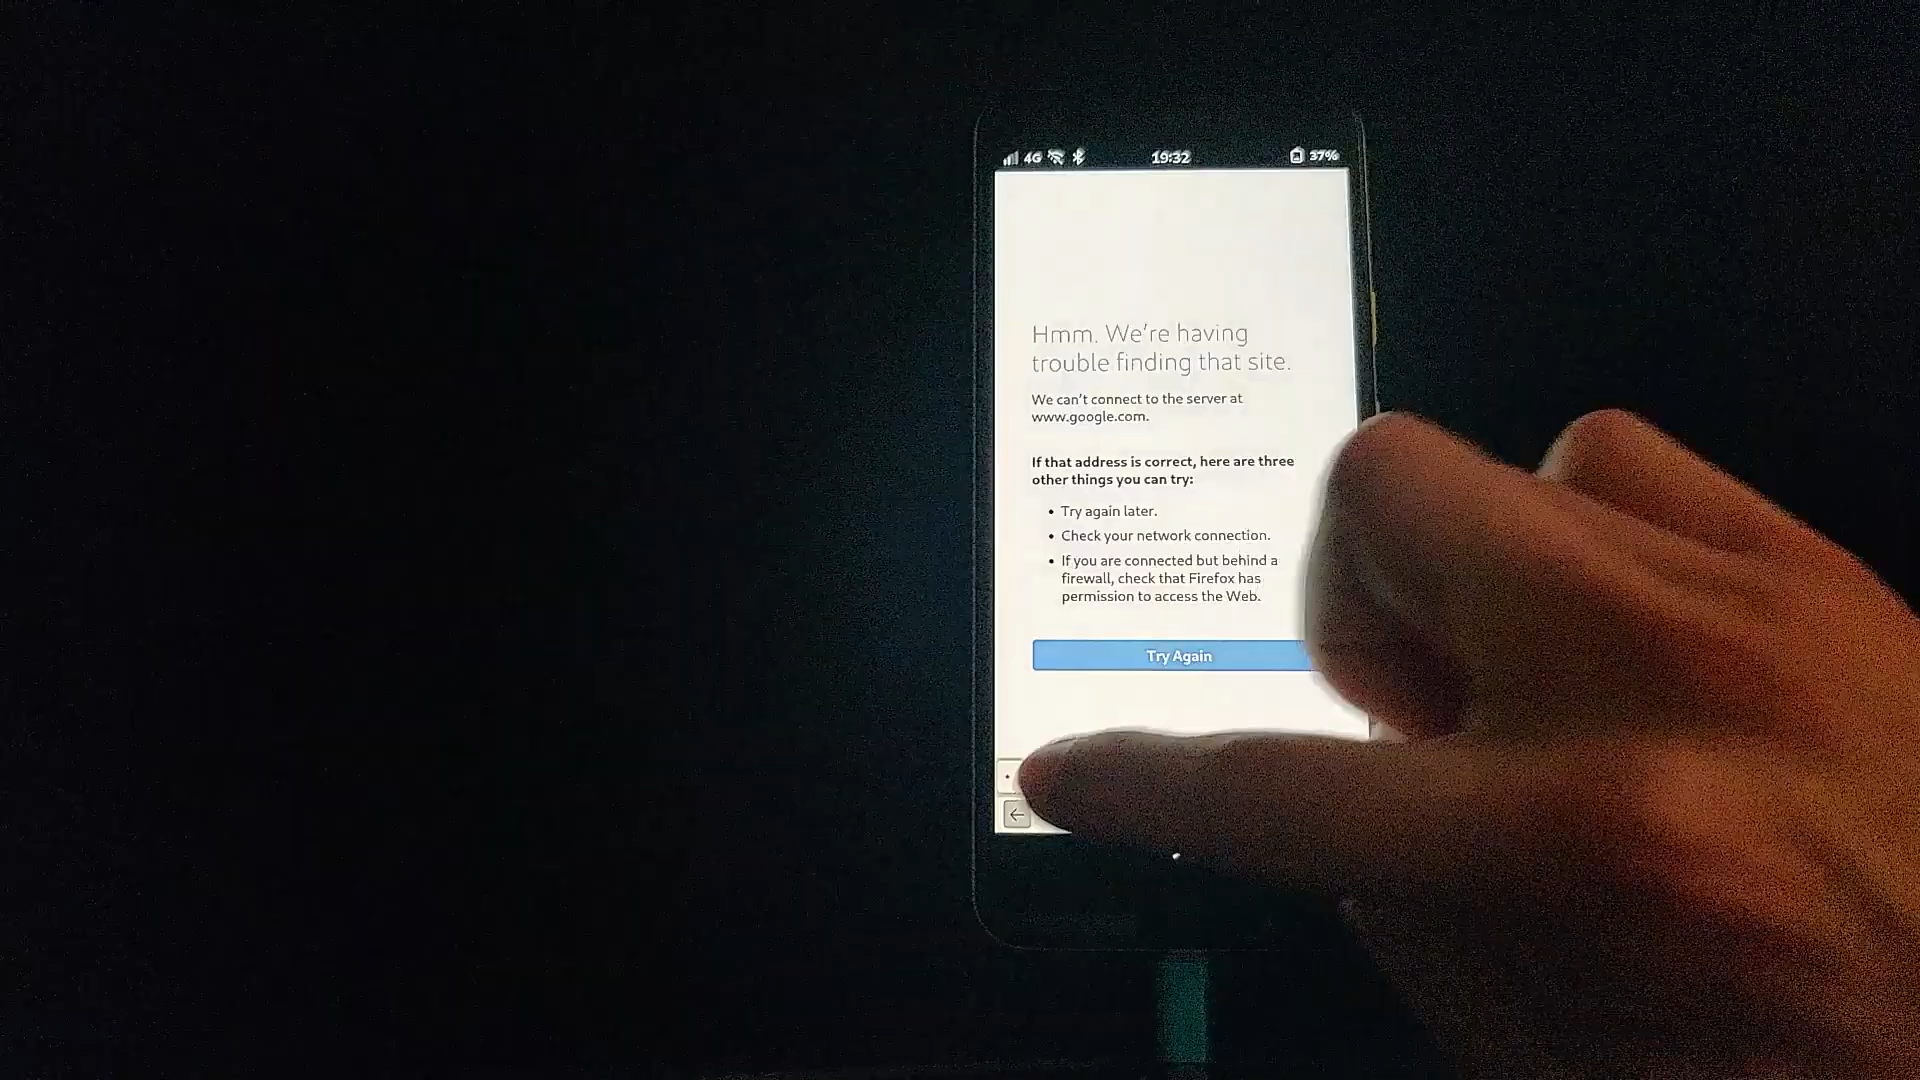 4G 19:32 37%
Hmm. We're having
trouble finding that site.
We can't connect to the server at
www.google.com.
If that address is correct, here are three
other things you can try:
• Try again later.
• Check your network connection.
• If you are connected but behind a
firewall, check that Firefox has
permission to access the Web.
Try Again